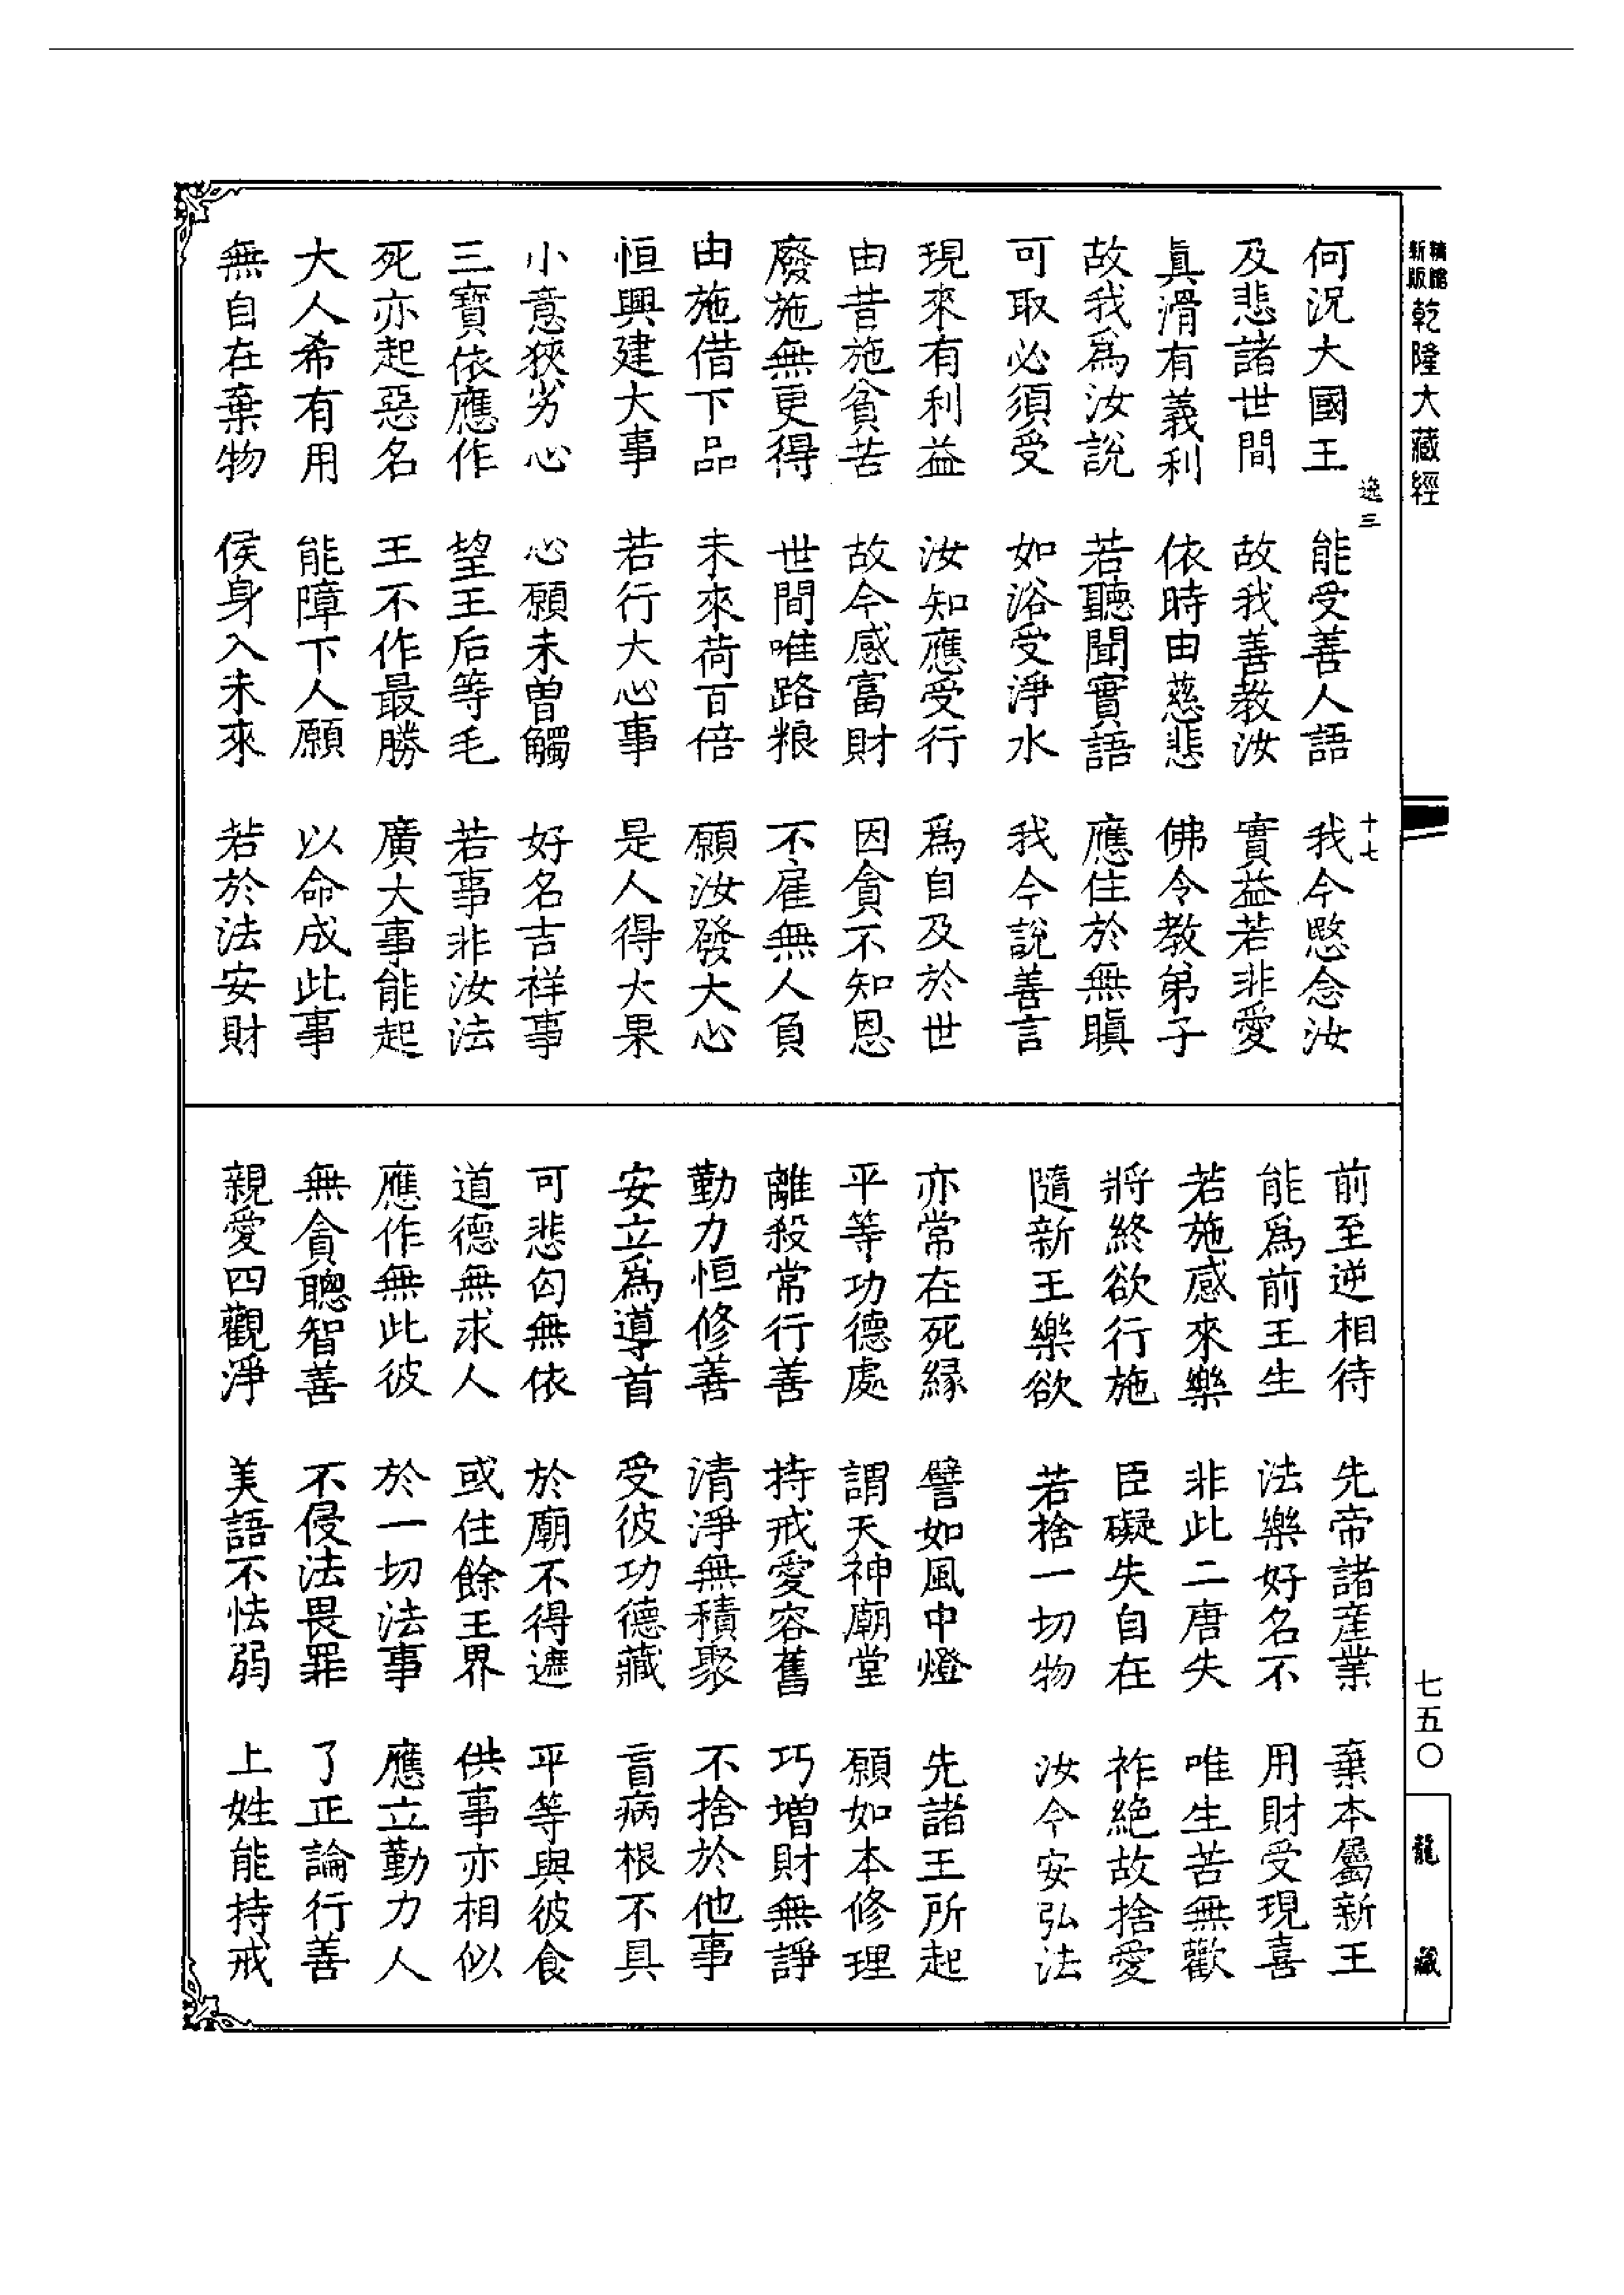 新版 精縮 乾隆大藏經
七五〇
龍藏
逸三 十七
何況大國王 能受善人語 我今愍念汝
及悲諸世間 故我善教汝 實益若非愛
眞滑有義利 依時由慈悲 佛令教弟子
故我爲汝說 若聽聞實語 應住於無瞋
可取必須受 如浴受淨水 我今說善言
現來有利益 汝知應受行 爲自及於世
由昔施貧苦 故今感富財 因貪不知恩
廢施無更得 世間唯路粮 不雇無人負
由施借下品 未來荷百倍 願汝發大心
恒興建大事 若行大心事 是人得大果
小意狹劣心 心願未曾觸 好名吉祥事
三寶依應作 望王后等毛 若事非汝法
死亦起惡名 王不作最勝 廣大事能起
大人希有用 能障下人願 以命成此事
無自在棄物 侯身入未來 若於法安財
前至逆相待 先帝諸産業 棄本屬新王
能爲前王生 法樂好名不 用財受現喜
若施感來樂 非此二唐失 唯生苦無歡
將終欲行施 臣礙失自在 祚絶故捨愛
隨新王樂欲 若捨一切物 汝今安弘法
亦常在死縁 譬如風中燈 先諸王所起
平等功德處 謂天神廟堂 願如本修理
離殺常行善 持戒愛容舊 巧增財無諍
勤力恒修善 清淨無積聚 不捨於他事
安立爲導首 受彼功德藏 盲病根不具
可悲匃無依 於廟不得遮 平等與彼食
道德無求人 或住餘王界 供事亦相似
應作無此彼 於一切法事 應立勤力人
無貪聰智善 不侵法畏罪 了正論行善
親愛四觀淨 美語不怯弱 上姓能持戒